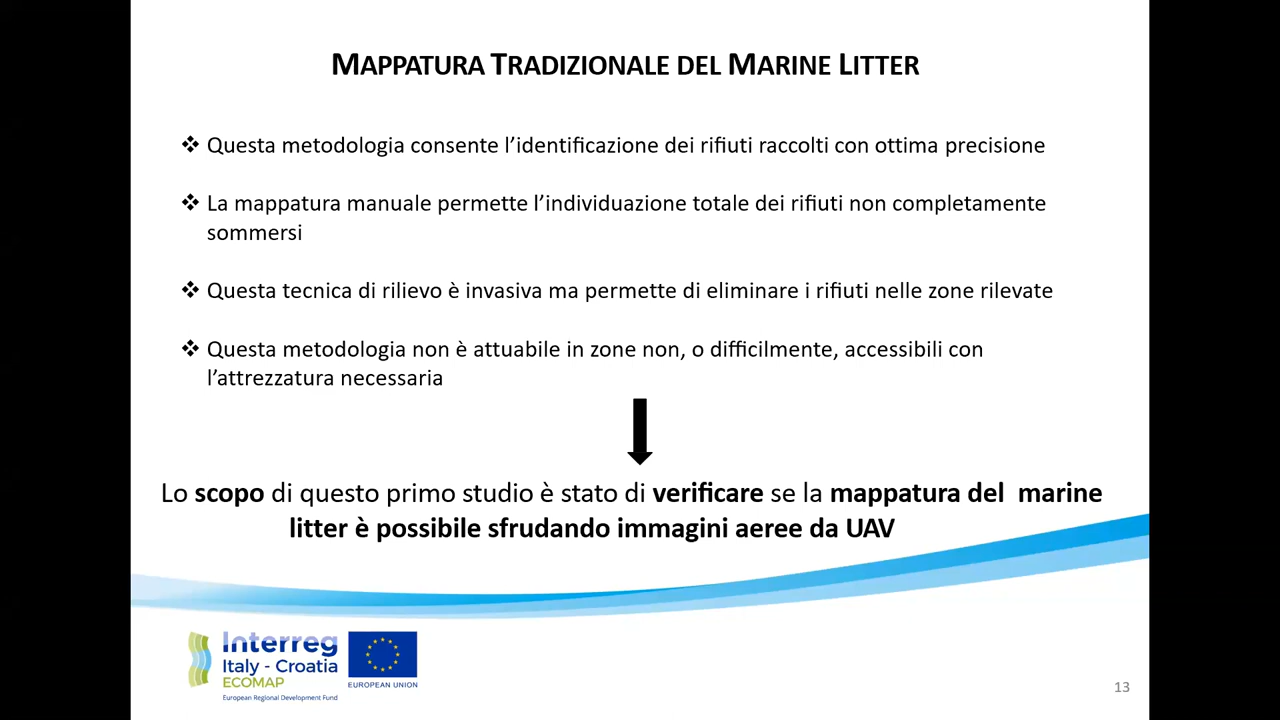 MAPPATURA TRADIZIONALE DEL MARINE LITTER
❖ Questa metodologia consente l’identificazione dei rifiuti raccolti con ottima precisione
❖ La mappatura manuale permette l’individuazione totale dei rifiuti non completamente
sommersi
❖ Questa tecnica di rilievo è invasiva ma permette di eliminare i rifiuti nelle zone rilevate
❖ Questa metodologia non è attuabile in zone non, o difficilmente, accessibili con
l’attrezzatura necessaria
Lo scopo di questo primo studio è stato di verificare se la mappatura del marine
litter è possibile sfrudando immagini aeree da UAV
Interreg
Italy - Croatia
ECOMAP
European Regional Development Fund
EUROPEAN UNION
13